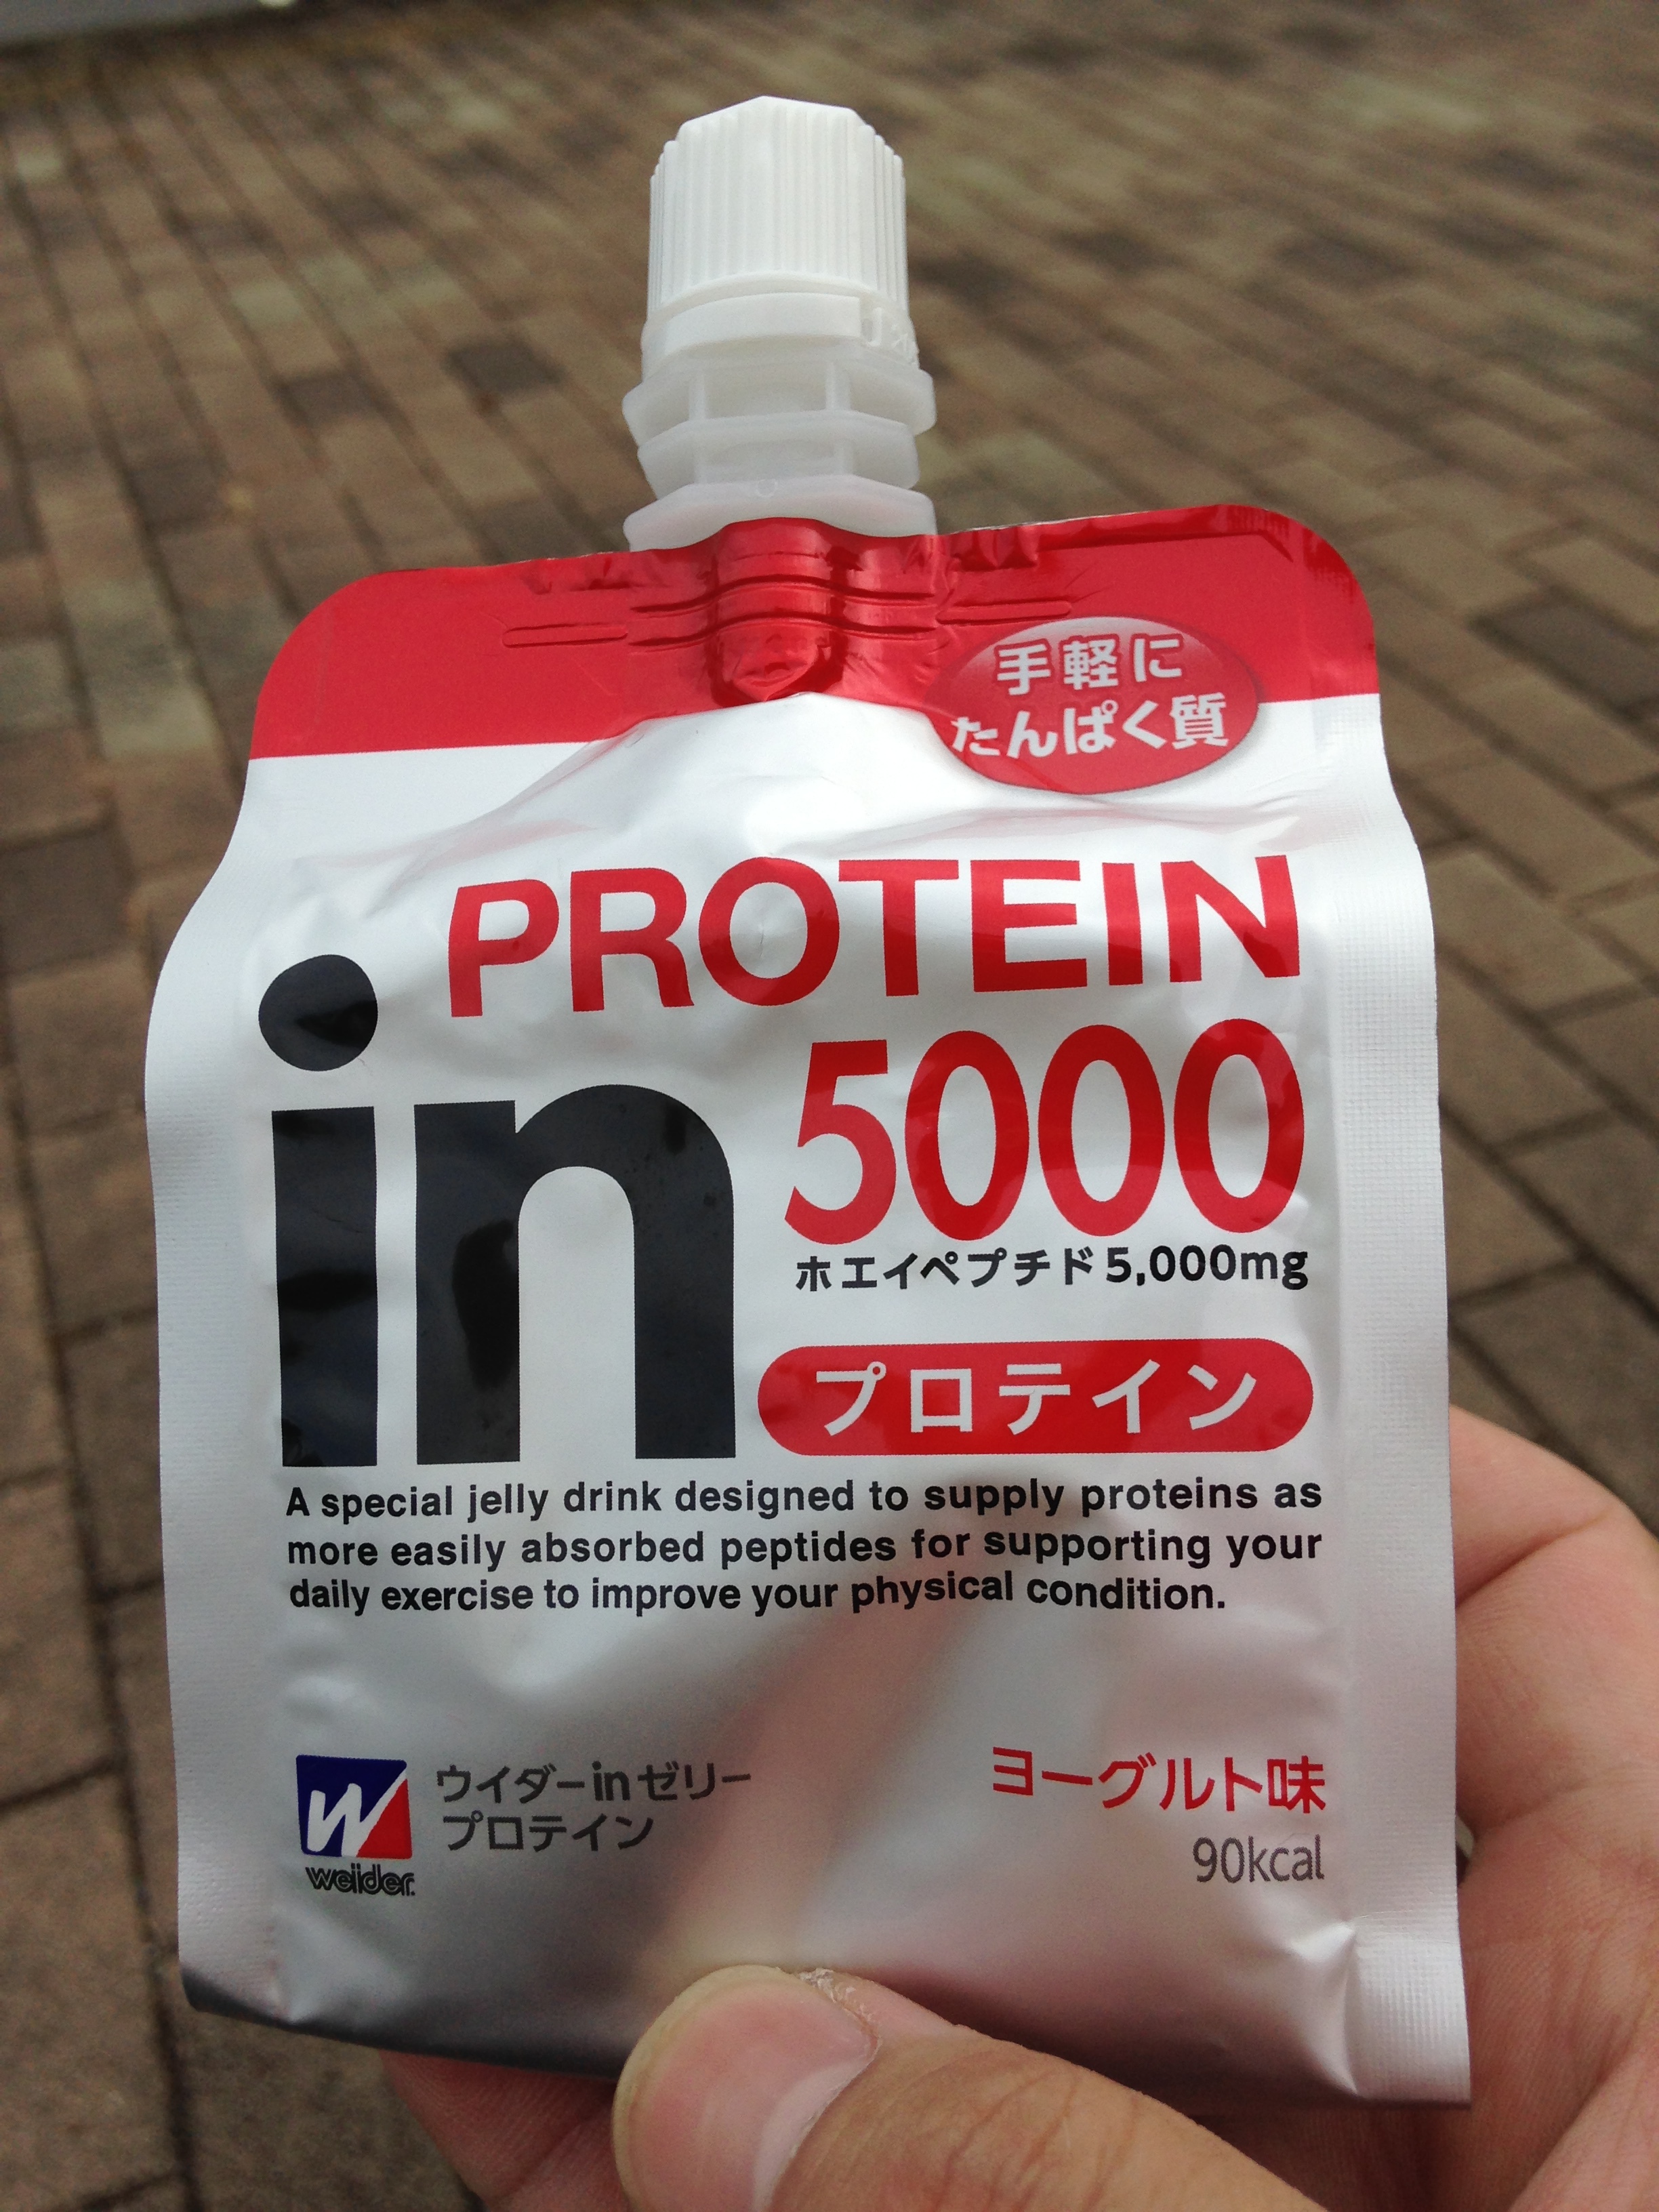 手軽に
たんぱく質
PROTEIN
in
5000
ホエイペプチド5,000mg
プロテイン
A special jelly drink designed to supply proteins as
more easily absorbed peptides for supporting your
daily exercise to improve your physical condition.
W
weider
ウイダーinゼリー
プロテイン
ヨーグルト味
90kcal